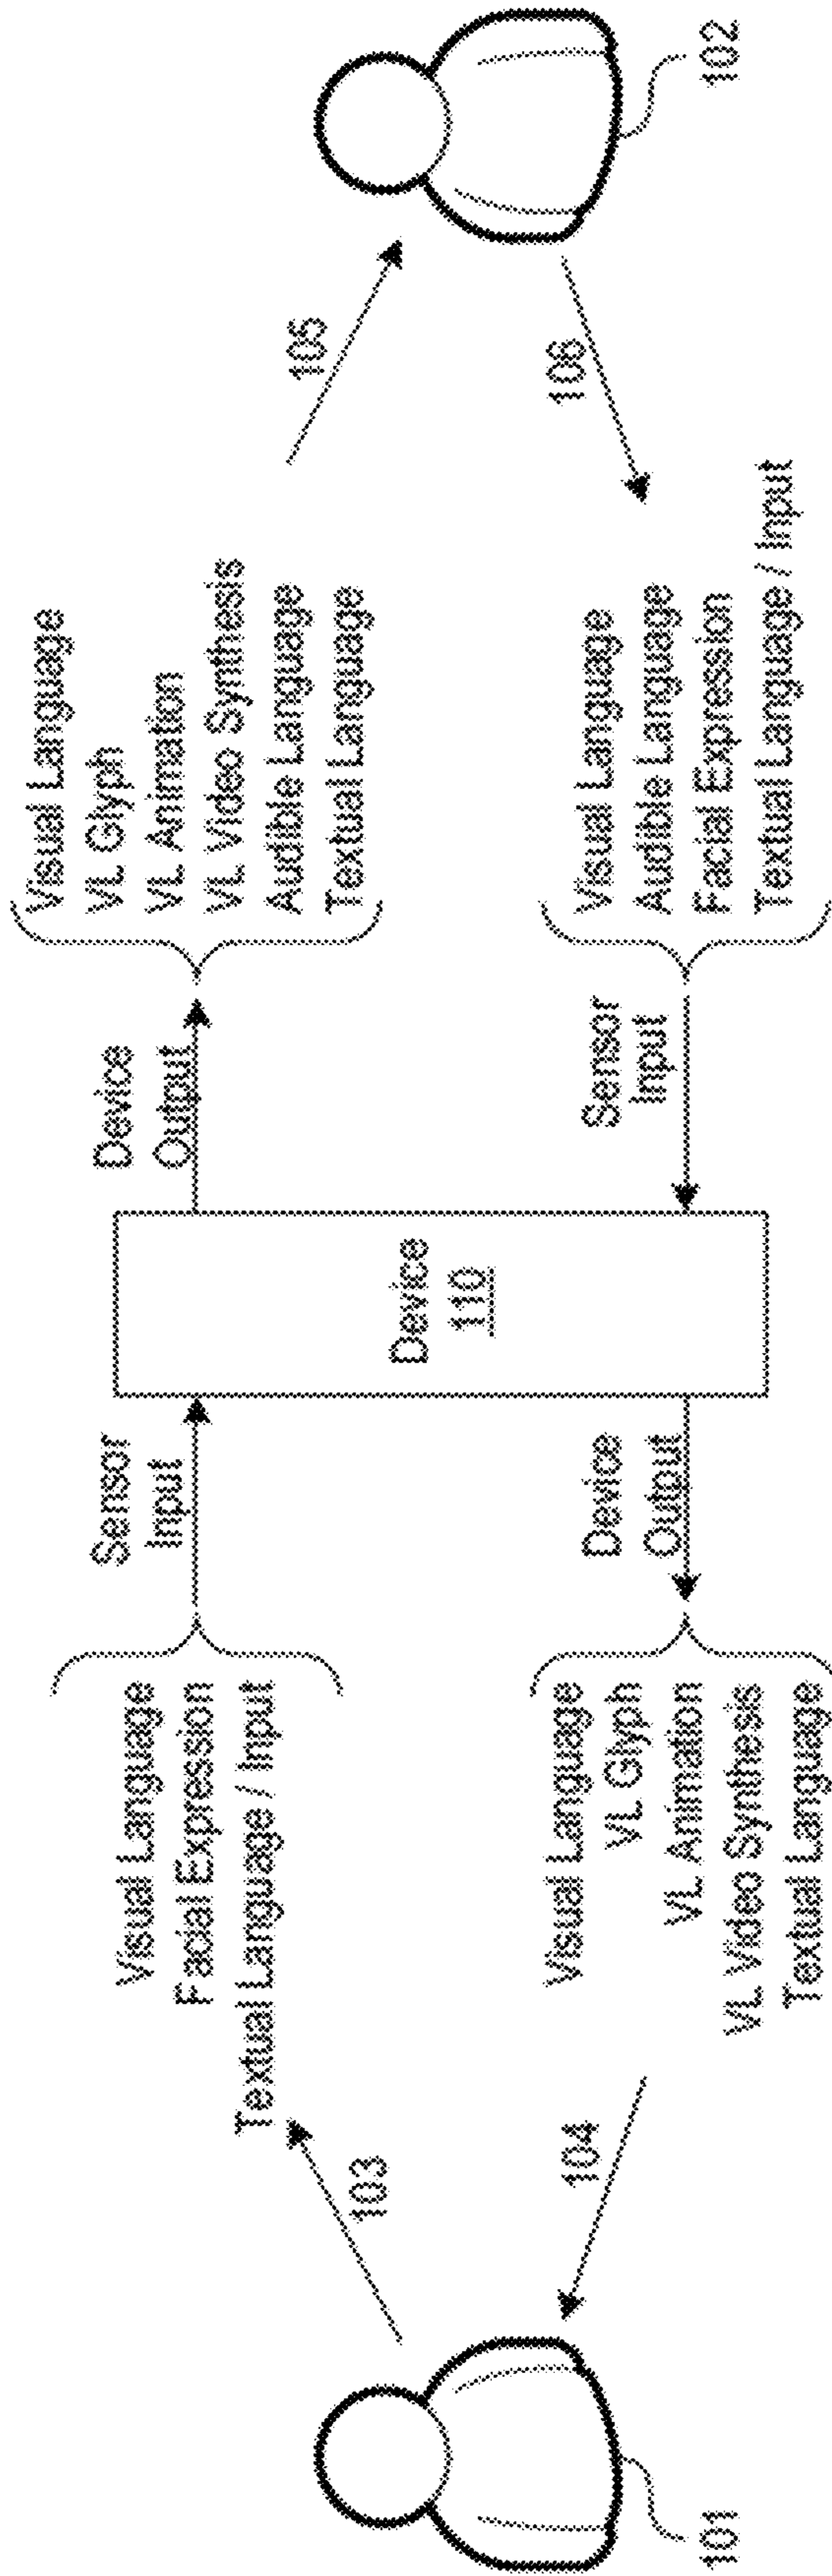 Visual Language
Facial Expression
Textual Language / Input
Sensor
Input
Device
Output
Visual Language
VL Glyph
VL Animation
VL Video Synthesis
Audible Language
Textual Language
103
105
Device
110
104
106
Visual Language
VL Glyph
VL Animation
VL Video Synthesis
Textual Language
Device
Output
Sensor
Input
Visual Language
Audible Language
Facial Expression
Textual Language / Input
101
102